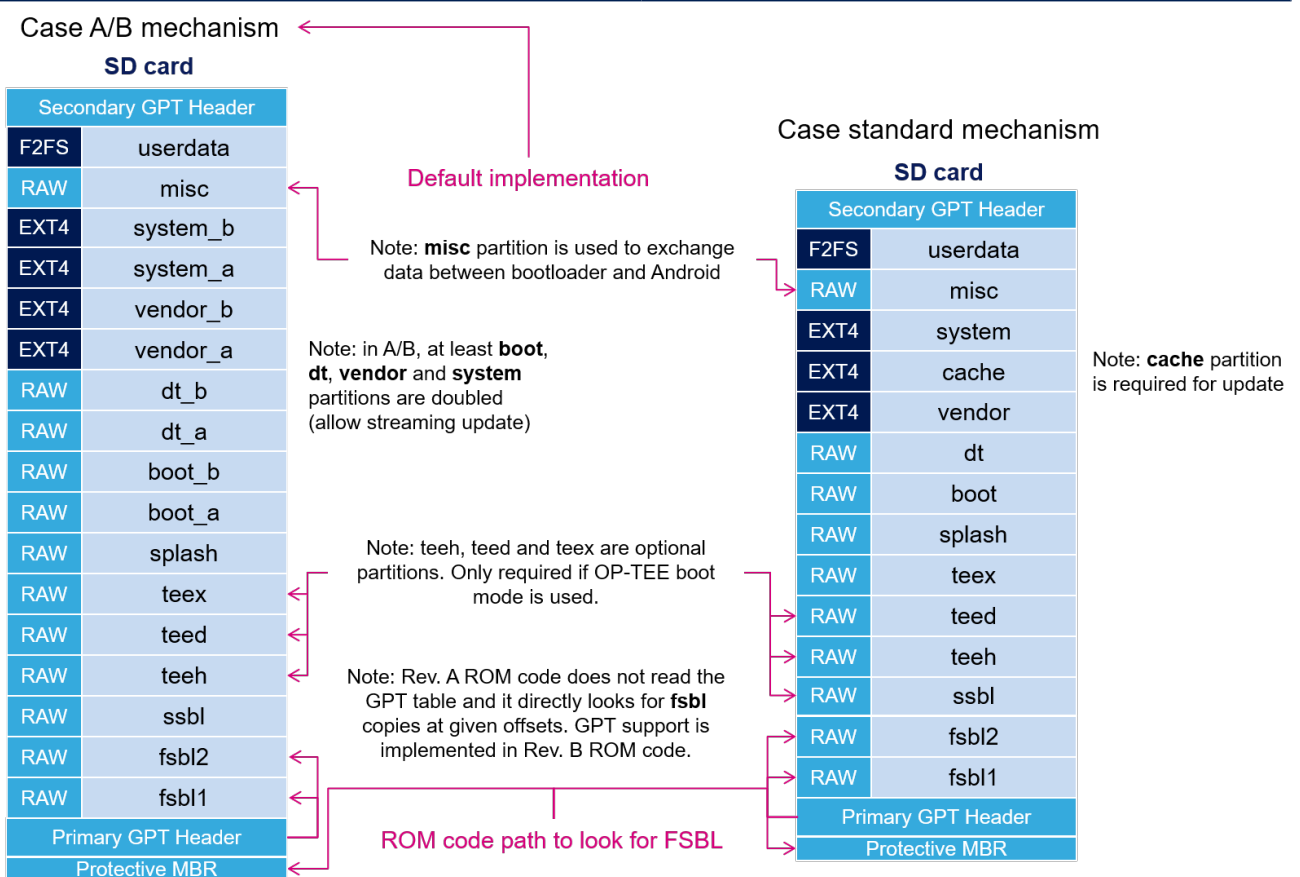 Case A/B mechanism
SD card
Secondary GPT Header
F2FS userdata
RAW misc
EXT4 system_b
EXT4 system_a
EXT4 vendor_b
EXT4 vendor_a
RAW dt_b
RAW dt_a
RAW boot_b
RAW boot_a
RAW splash
RAW teex
RAW teed
RAW teeh
RAW ssbl
RAW fsbl2
RAW fsbl1
Primary GPT Header
Protective MBR
Default implementation
Note: misc partition is used to exchange
data between bootloader and Android
Note: in A/B, at least boot,
dt, vendor and system
partitions are doubled
(allow streaming update)
Note: teeh, teed and teex are optional
partitions. Only required if OP-TEE boot
mode is used.
Note: Rev. A ROM code does not read the
GPT table and it directly looks for fsbl
copies at given offsets. GPT support is
implemented in Rev. B ROM code.
ROM code path to look for FSBL
Case standard mechanism
SD card
Secondary GPT Header
F2FS userdata
RAW misc
EXT4 system
EXT4 cache
EXT4 vendor
RAW dt
RAW boot
RAW splash
RAW teex
RAW teed
RAW teeh
RAW ssbl
RAW fsbl2
RAW fsbl1
Primary GPT Header
Protective MBR
Note: cache partition
is required for update